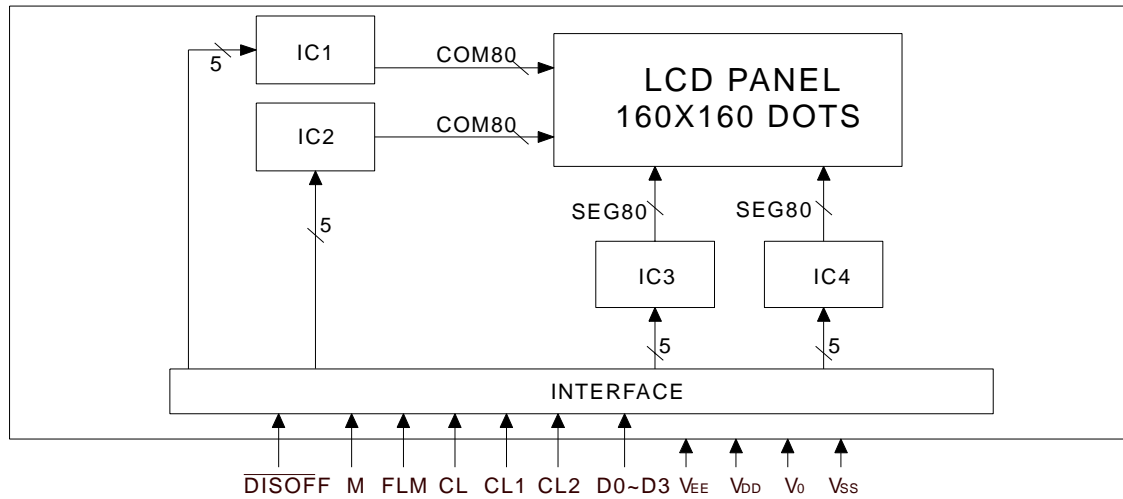 IC1
5
COM80
IC2
COM80
5
LCD PANEL
160X160 DOTS
SEG80
SEG80
IC3
IC4
5
5
INTERFACE
DISOFF M FLM CL CL1 CL2 D0~D3 VEE VDD V0 VSS